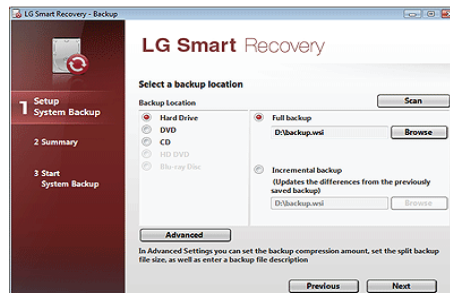 LG Smart Recovery - Backup
LG Smart Recovery
1 Setup
System Backup
2 Summary
3 Start
System Backup
Select a backup location
Scan
Backup Location
Hard Drive
DVD
CD
HD DVD
Blu-ray Disc
Full backup
D:\backup.wsi
Browse
Incremental backup
(Updates the differences from the previously
saved backup)
D:\backup.wsi
Browse
Advanced
In Advanced Settings you can set the backup compression amount, set the split backup
file size, as well as enter a backup file description
Previous
Next